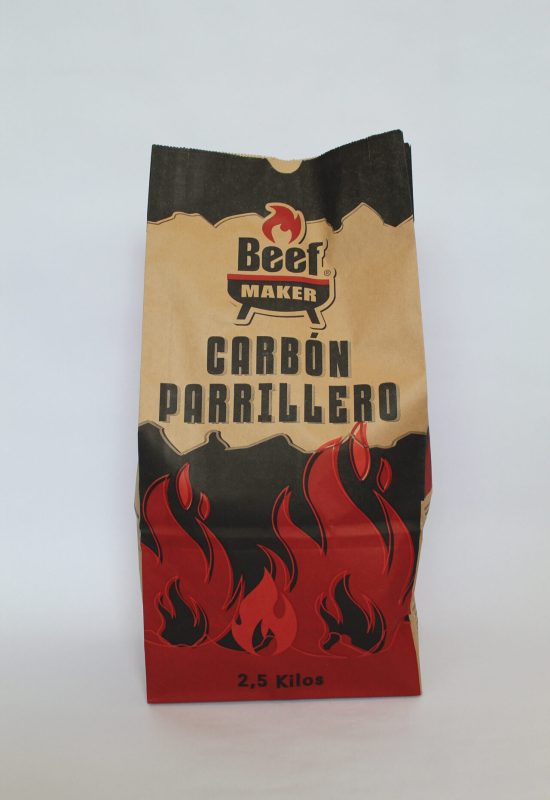 Beef®
MAKER
CARBÓN
PARRILLERO
2,5 Kilos